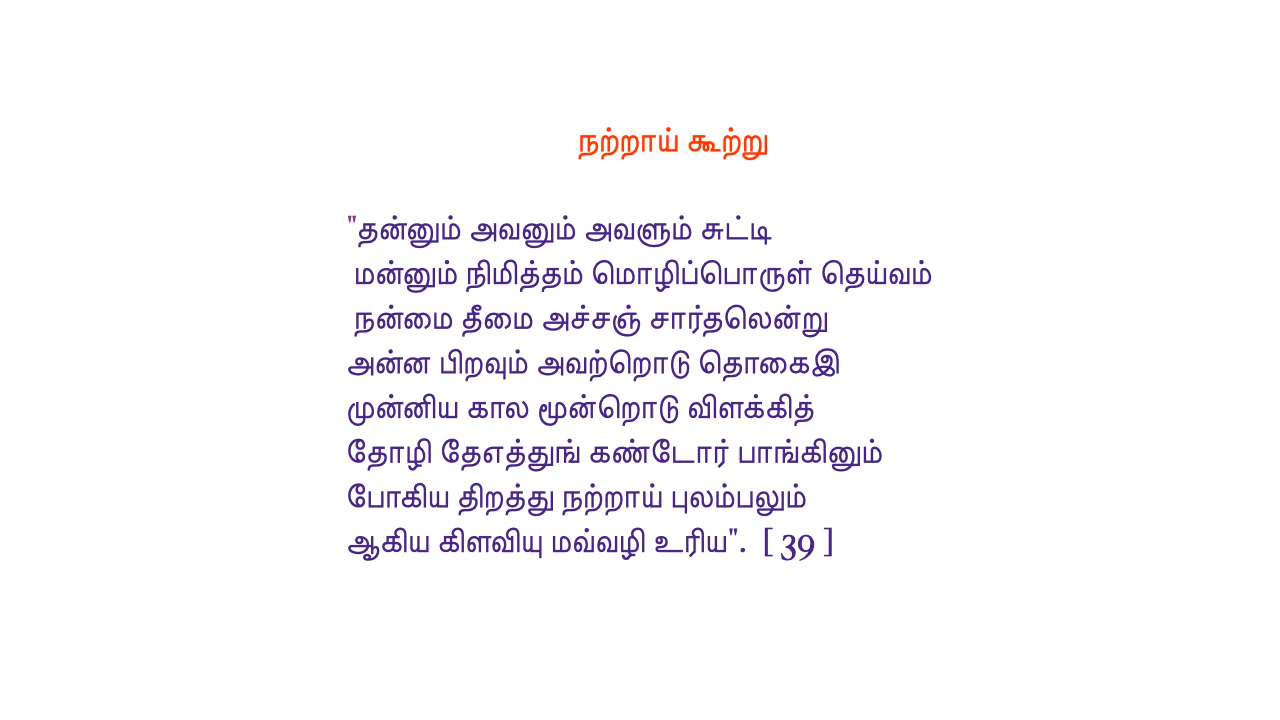 நற்றாய் கூற்று
"தன்னும் அவனும் அவளும் சுட்டி
மன்னும் நிமித்தம் மொழிப்பொருள் தெய்வம்
நன்மை தீமை அச்சஞ் சார்தலென்று
அன்ன பிறவும் அவற்றொடு தொகைஇ
முன்னிய கால மூன்றொடு விளக்கித்
தோழி தேஎத்துங் கண்டோர் பாங்கினும்
போகிய திறத்து நற்றாய் புலம்பலும்
ஆகிய கிளவியு மவ்வழி உரிய". [ 39 ]